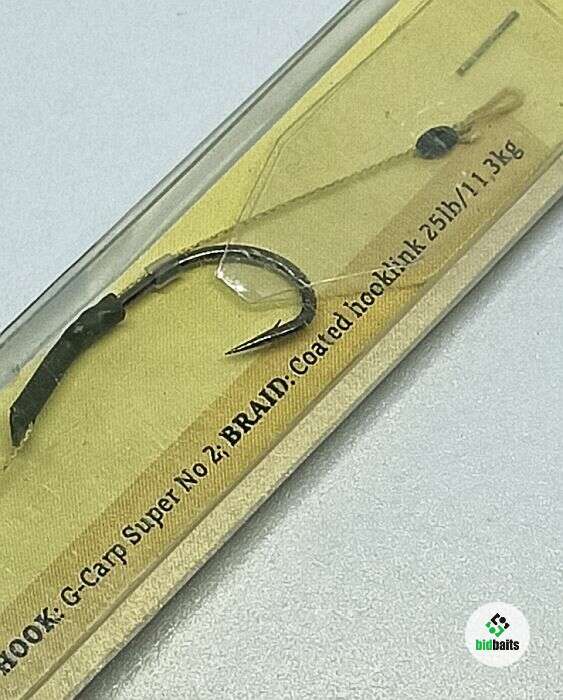 HOOK: G-Carp Super No 2; BRAID: Coated hooklink 25lb/11,3kg
bidbaits